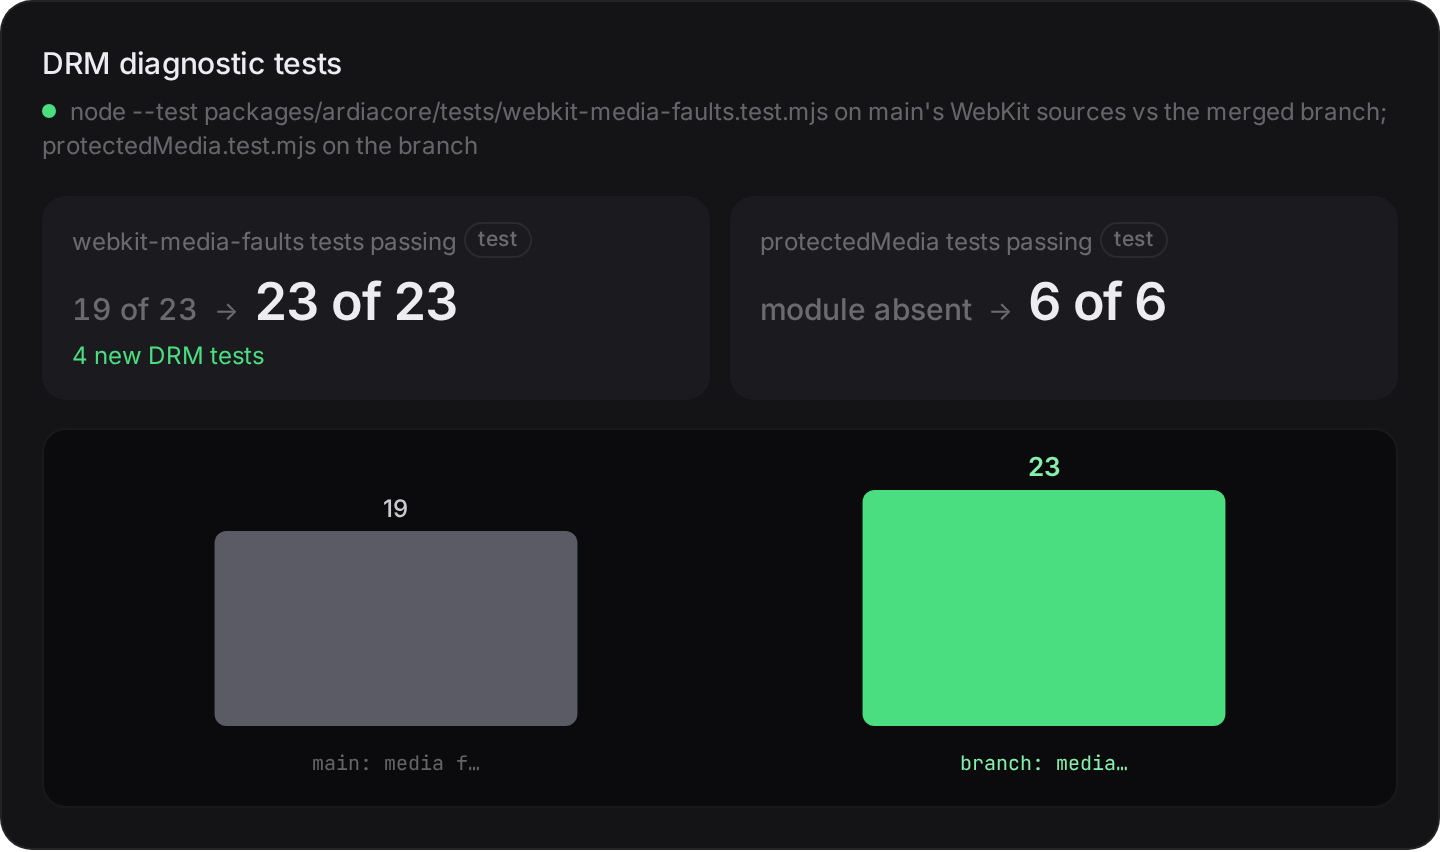 DRM diagnostic tests
node --test packages/ardiacore/tests/webkit-media-faults.test.mjs on main's WebKit sources vs the merged branch;
protectedMedia.test.mjs on the branch
webkit-media-faults tests passing test
19 of 23 → 23 of 23
4 new DRM tests
protectedMedia tests passing test
module absent → 6 of 6
19
23
main: media f…
branch: media…